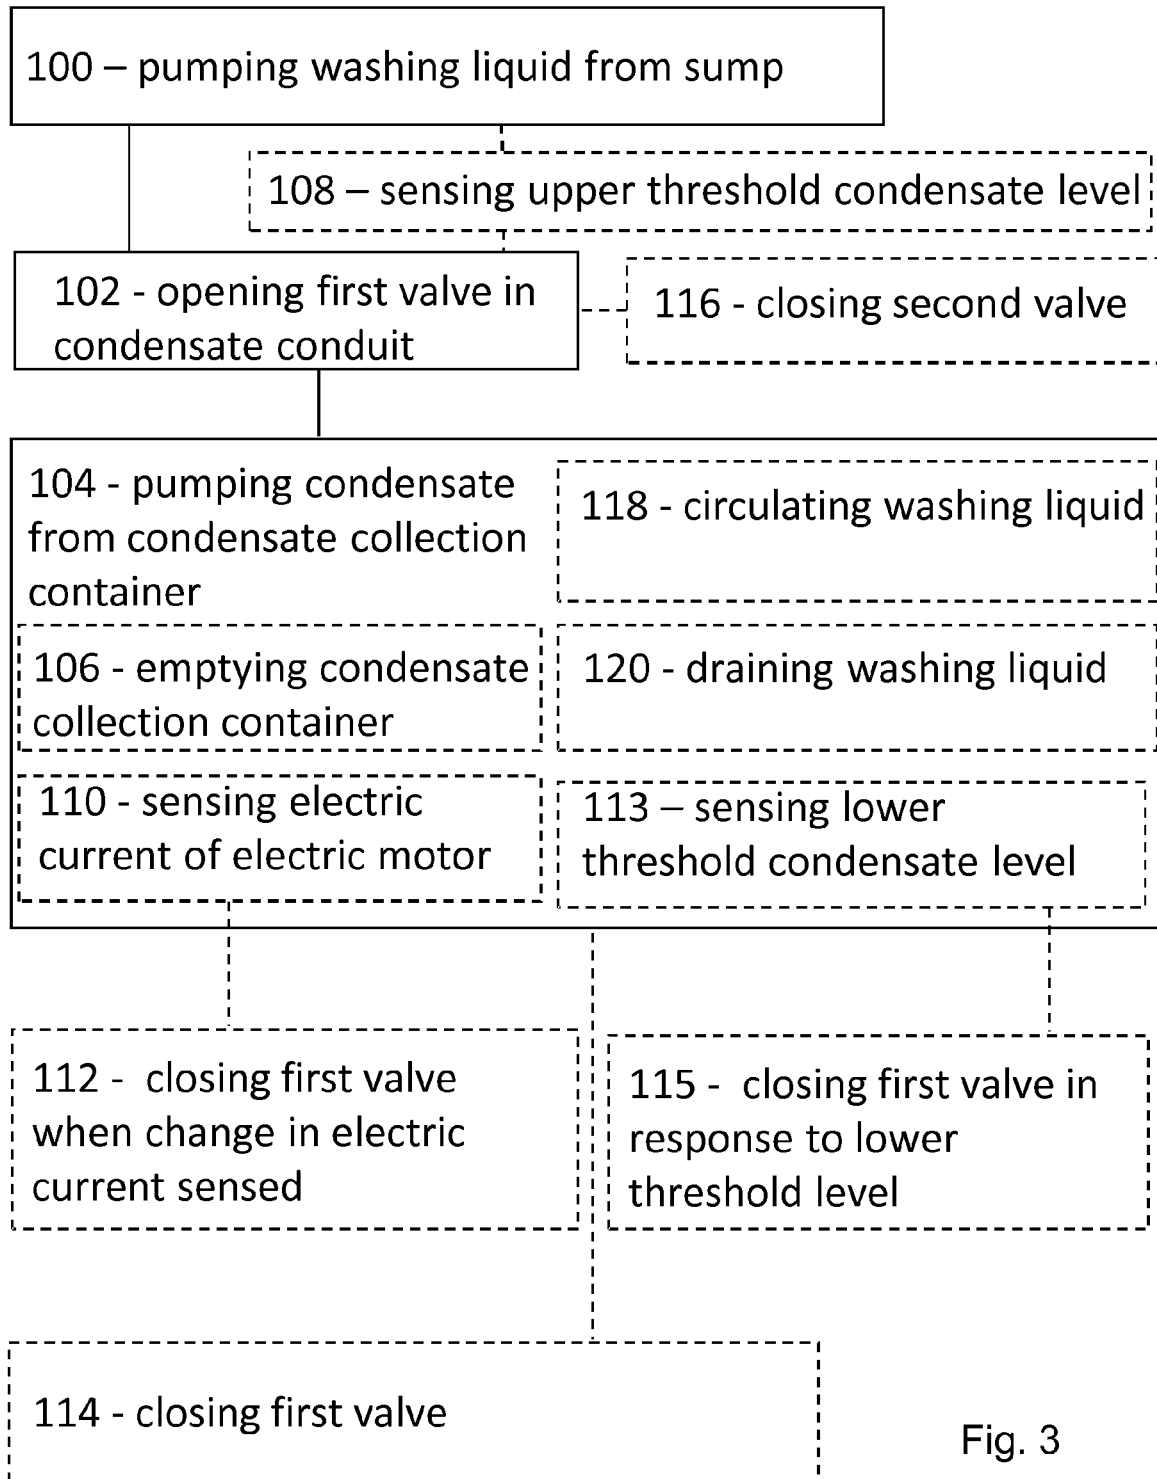 100 – pumping washing liquid from sump
108 – sensing upper threshold condensate level
102 - opening first valve in
condensate conduit
116 - closing second valve
104 - pumping condensate
from condensate collection
container
118 - circulating washing liquid
106 - emptying condensate
collection container
120 - draining washing liquid
110 - sensing electric
current of electric motor
113 – sensing lower
threshold condensate level
112 -  closing first valve
when change in electric
current sensed
115 -  closing first valve in
response to lower
threshold level
114 - closing first valve
Fig. 3